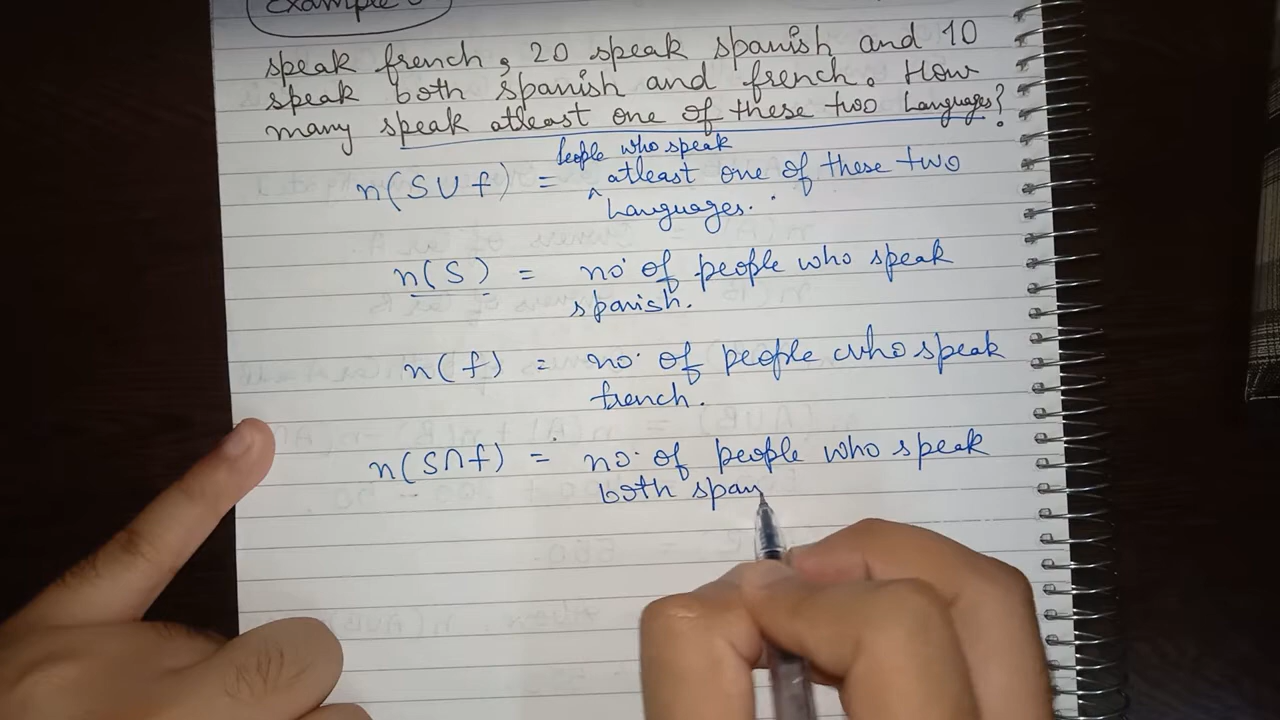 Example
speak french, 20 speak spanish and 10
speak both spanish and french. How
many speak atleast one of these two Languages?
people who speak
n(SUf) = ^ atleast one of these two
Languages.
n(S) = no of people who speak
spanish.
n(f) = no of people who speak
french.
n(S∩f) = no. of people who speak
both span